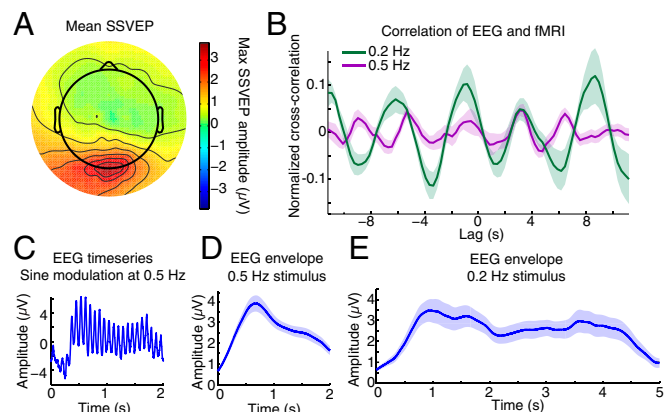 A
Mean SSVEP
3
2
1
0
−1
−2
−3
Max SSVEP amplitude (µV)
B
Correlation of EEG and fMRI
0.2 Hz
0.5 Hz
Normalized cross-correlation
0.1
0
-0.1
−8 −4 0 4 8
Lag (s)
C
EEG timeseries
Sine modulation at 0.5 Hz
Amplitude (µV)
4
0
−4
0 1 2
Time (s)
D
EEG envelope
0.5 Hz stimulus
Amplitude (µV)
4
3
2
1
0
0 1 2
Time (s)
E
EEG envelope
0.2 Hz stimulus
Amplitude (µV)
4
3
2
1
0
0 1 2 3 4 5
Time (s)